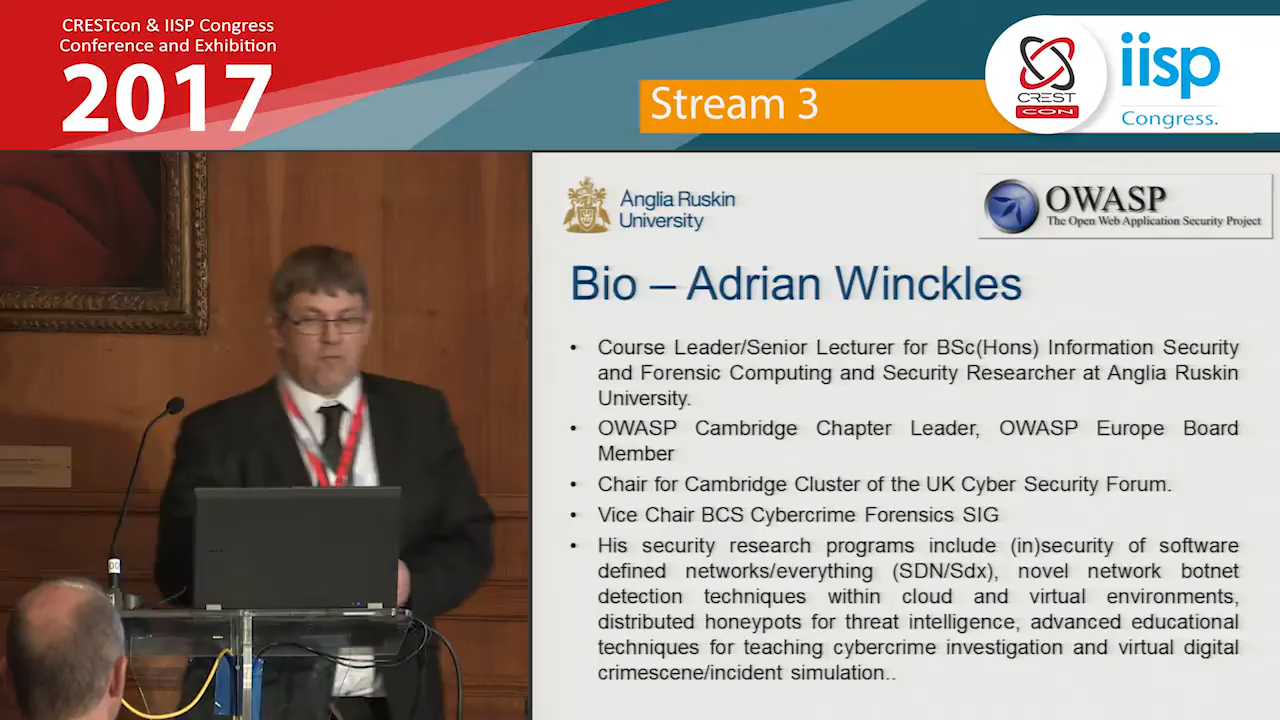 CRESTcon & IISP Congress
Conference and Exhibition
2017
Stream 3
CREST
CON
iisp
Congress.
Anglia Ruskin
University
OWASP
The Open Web Application Security Project
Bio – Adrian Winckles
• Course Leader/Senior Lecturer for BSc(Hons) Information Security
and Forensic Computing and Security Researcher at Anglia Ruskin
University.
• OWASP Cambridge Chapter Leader, OWASP Europe Board
Member
• Chair for Cambridge Cluster of the UK Cyber Security Forum.
• Vice Chair BCS Cybercrime Forensics SIG
• His security research programs include (in)security of software
defined networks/everything (SDN/Sdx), novel network botnet
detection techniques within cloud and virtual environments,
distributed honeypots for threat intelligence, advanced educational
techniques for teaching cybercrime investigation and virtual digital
crimescene/incident simulation..